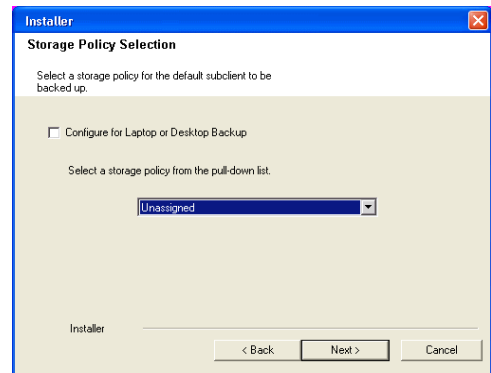 Installer
Storage Policy Selection
Select a storage policy for the default subclient to be
backed up.
Configure for Laptop or Desktop Backup
Select a storage policy from the pull-down list.
Unassigned
Installer
< Back
Next >
Cancel